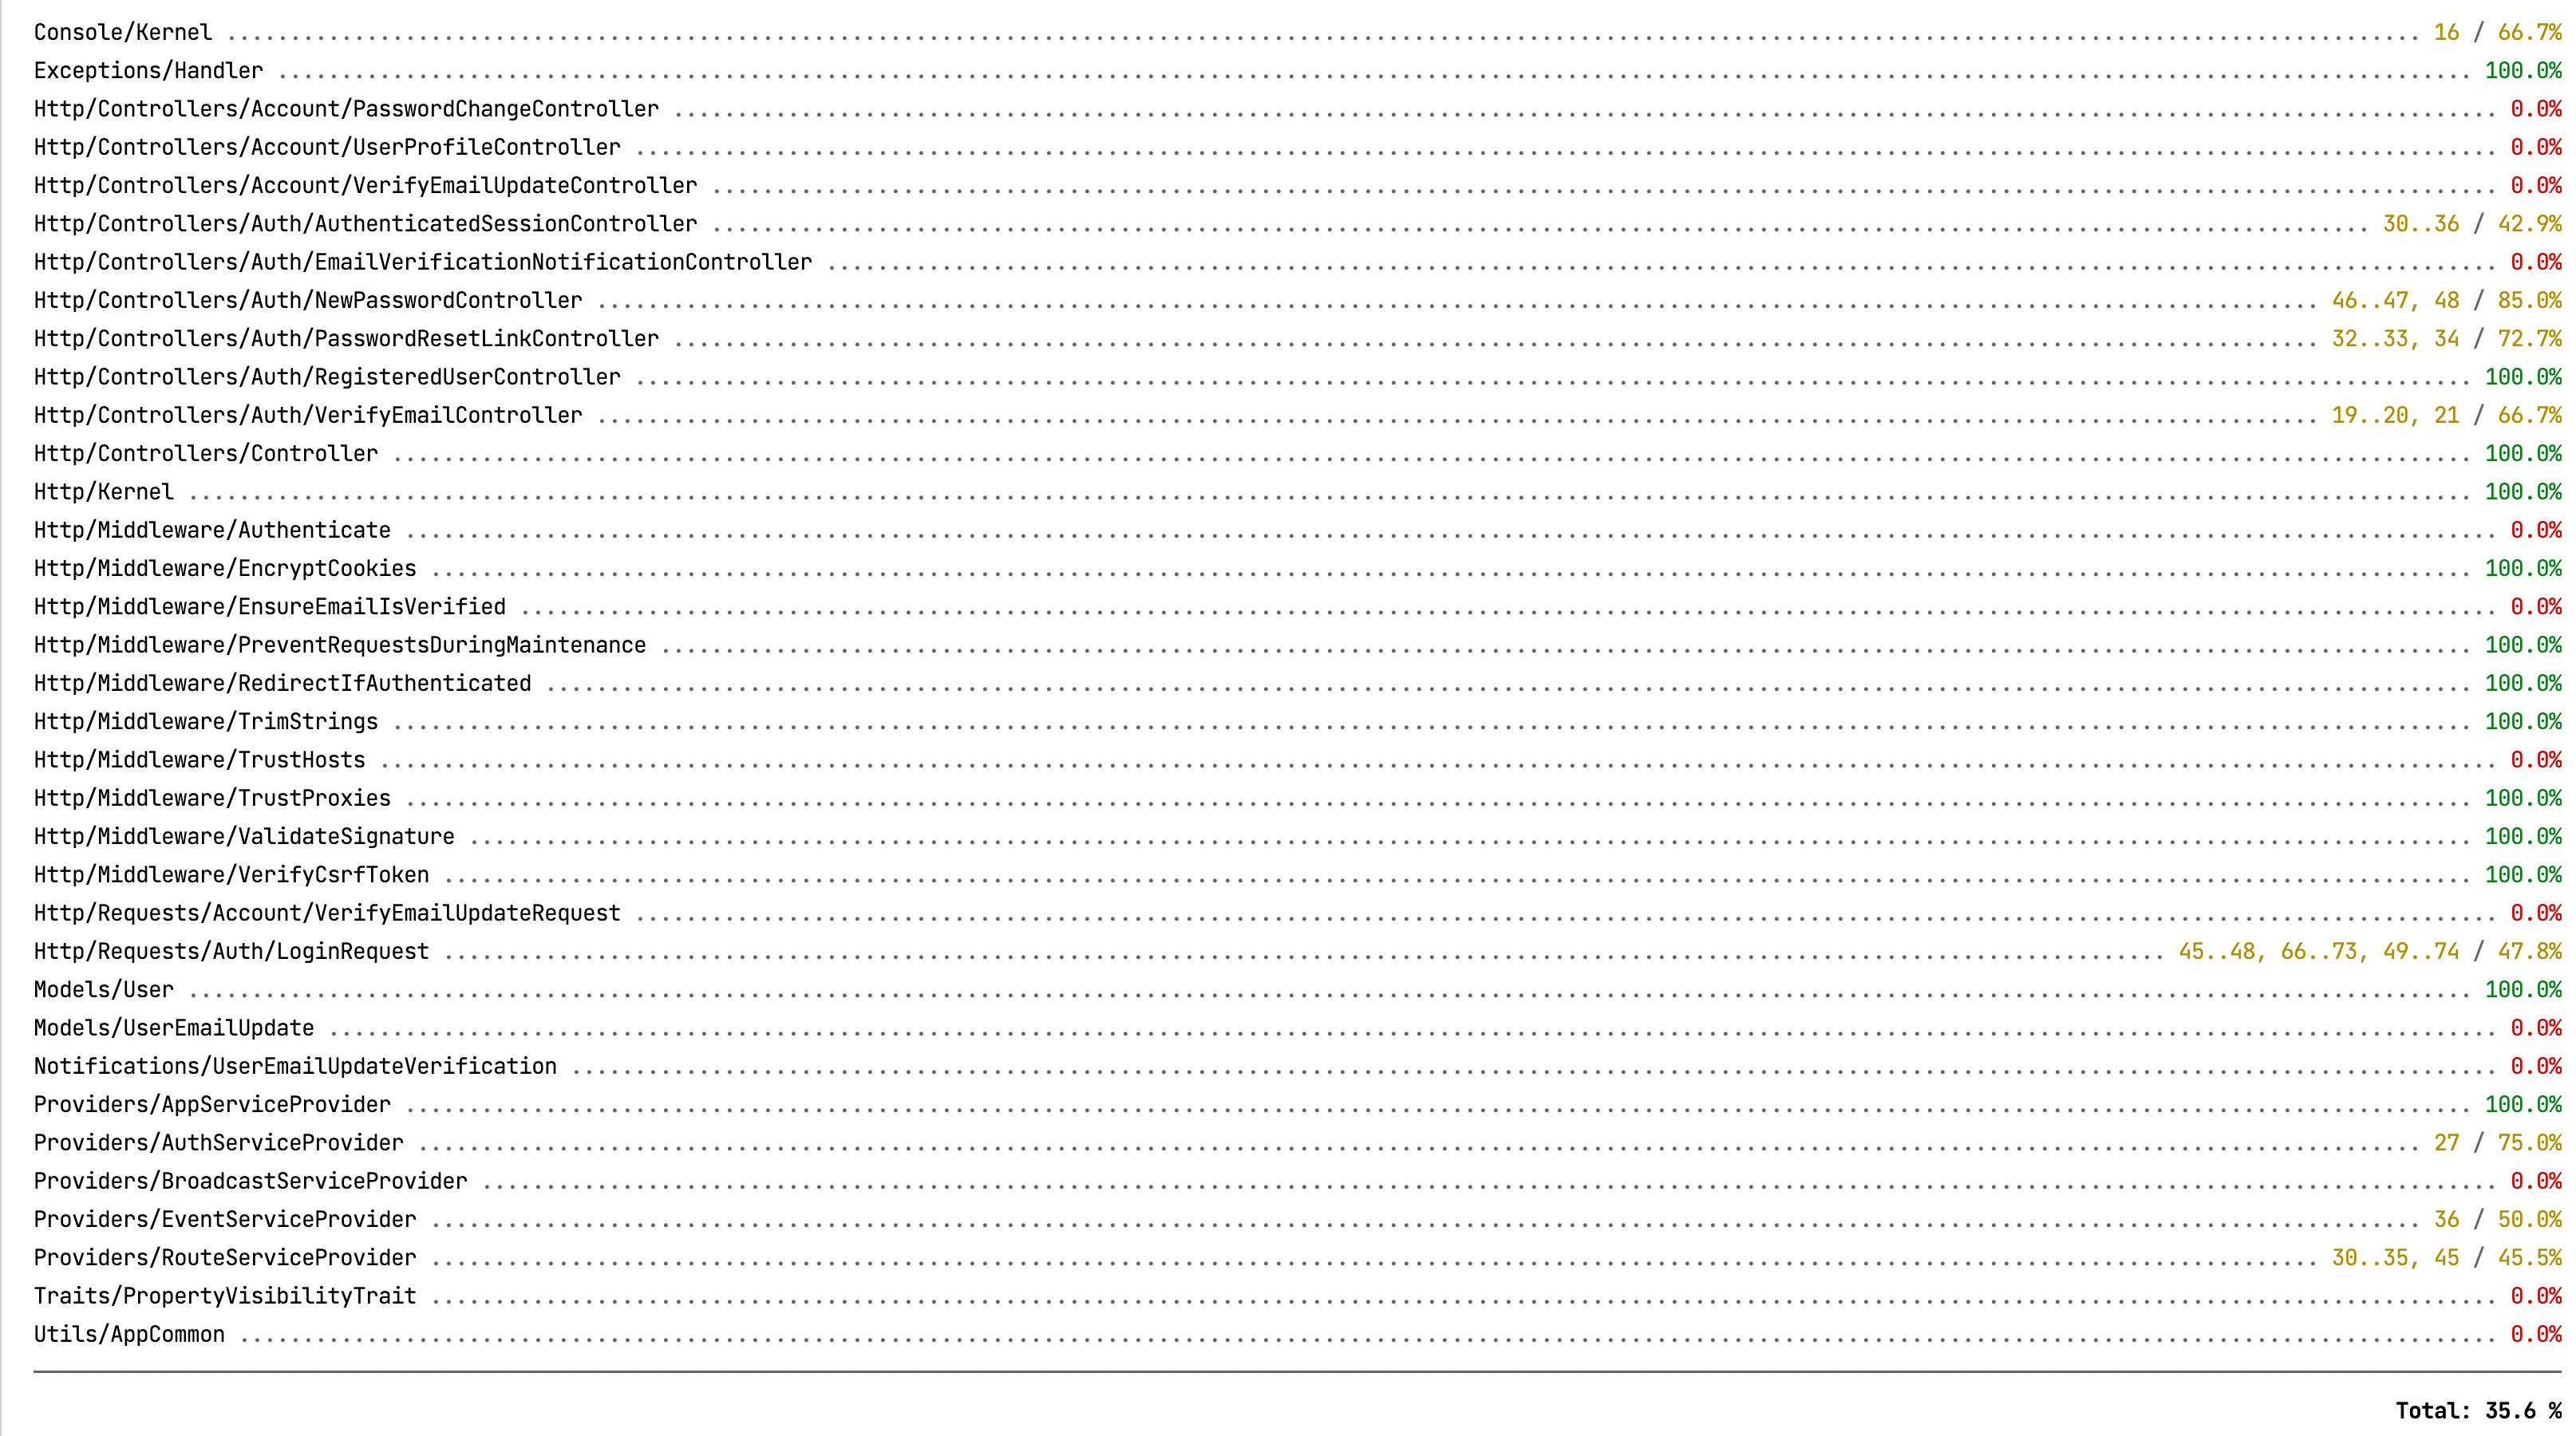 Console/Kernel ........ 16 / 66.7%
Exceptions/Handler ........ 100.0%
Http/Controllers/Account/PasswordChangeController ........ 0.0%
Http/Controllers/Account/UserProfileController ........ 0.0%
Http/Controllers/Account/VerifyEmailUpdateController ........ 0.0%
Http/Controllers/Auth/AuthenticatedSessionController ........ 30..36 / 42.9%
Http/Controllers/Auth/EmailVerificationNotificationController ........ 0.0%
Http/Controllers/Auth/NewPasswordController ........ 46..47, 48 / 85.0%
Http/Controllers/Auth/PasswordResetLinkController ........ 32..33, 34 / 72.7%
Http/Controllers/Auth/RegisteredUserController ........ 100.0%
Http/Controllers/Auth/VerifyEmailController ........ 19..20, 21 / 66.7%
Http/Controllers/Controller ........ 100.0%
Http/Kernel ........ 100.0%
Http/Middleware/Authenticate ........ 0.0%
Http/Middleware/EncryptCookies ........ 100.0%
Http/Middleware/EnsureEmailIsVerified ........ 0.0%
Http/Middleware/PreventRequestsDuringMaintenance ........ 100.0%
Http/Middleware/RedirectIfAuthenticated ........ 100.0%
Http/Middleware/TrimStrings ........ 100.0%
Http/Middleware/TrustHosts ........ 0.0%
Http/Middleware/TrustProxies ........ 100.0%
Http/Middleware/ValidateSignature ........ 100.0%
Http/Middleware/VerifyCsrfToken ........ 100.0%
Http/Requests/Account/VerifyEmailUpdateRequest ........ 0.0%
Http/Requests/Auth/LoginRequest ........ 45..48, 66..73, 49..74 / 47.8%
Models/User ........ 100.0%
Models/UserEmailUpdate ........ 0.0%
Notifications/UserEmailUpdateVerification ........ 0.0%
Providers/AppServiceProvider ........ 100.0%
Providers/AuthServiceProvider ........ 27 / 75.0%
Providers/BroadcastServiceProvider ........ 0.0%
Providers/EventServiceProvider ........ 36 / 50.0%
Providers/RouteServiceProvider ........ 30..35, 45 / 45.5%
Traits/PropertyVisibilityTrait ........ 0.0%
Utils/AppCommon ........ 0.0%
Total: 35.6 %